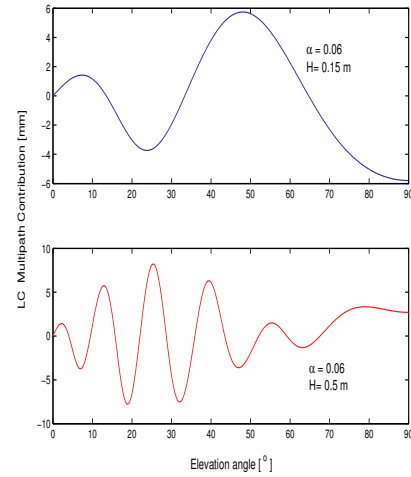 6
4
2
0
−2
−4
−6
0 10 20 30 40 50 60 70 80 90
α = 0.06
H= 0.15 m
LC Multipath Contribution [mm]
10
5
0
−5
−10
0 10 20 30 40 50 60 70 80 90
α = 0.06
H= 0.5 m
Elevation angle [ º ]